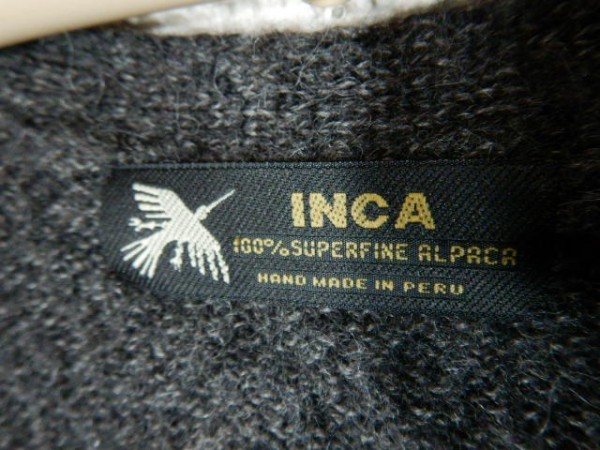 INCA
100% SUPERFINE ALPACA
HAND MADE IN PERU